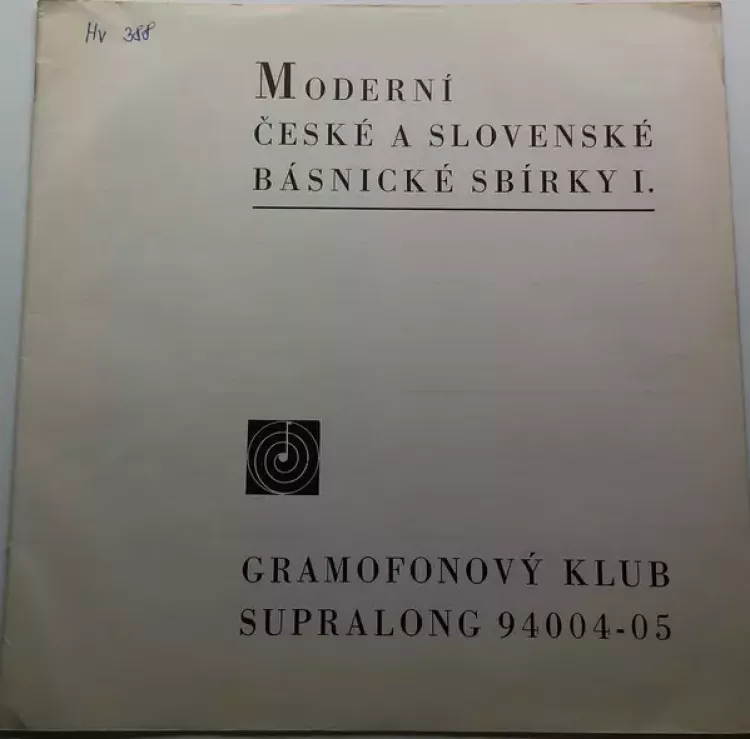 Hv 388
MODERNÍ
ČESKÉ A SLOVENSKÉ
BÁSNICKÉ SBÍRKY I.
GRAMOFONOVÝ KLUB
SUPRALONG 94004-05